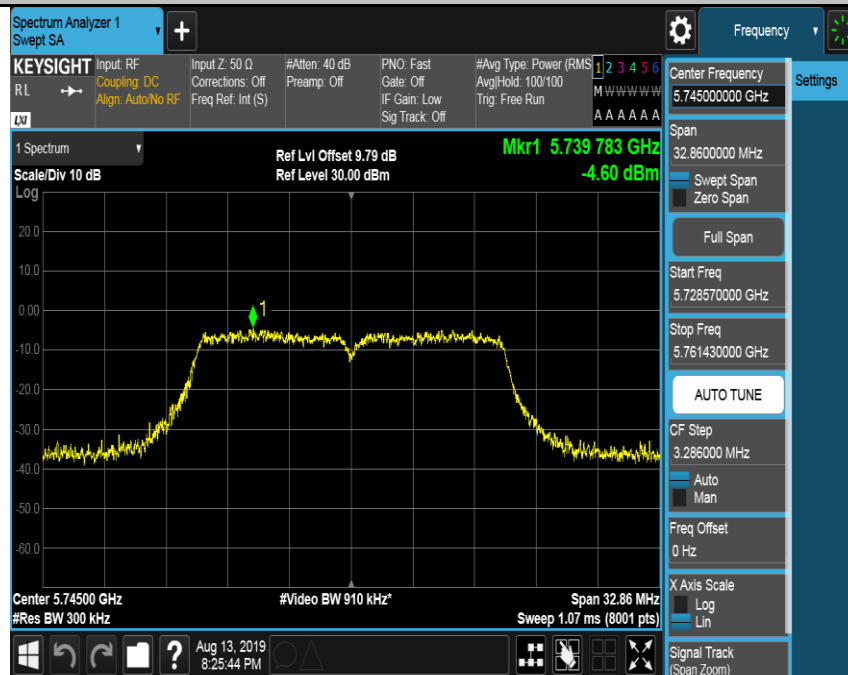 Spectrum Analyzer 1
Swept SA
Frequency
KEYSIGHT
RL
LXI
Input: RF
Coupling: DC
Align: Auto/No RF
Input Z: 50 Ω
Corrections: Off
Freq Ref: Int (S)
#Atten: 40 dB
Preamp: Off
PNO: Fast
Gate: Off
IF Gain: Low
Sig Track: Off
#Avg Type: Power (RMS
Avg|Hold: 100/100
Trig: Free Run
1 2 3 4 5 6
M W W W W W
A A A A A A
Settings
Center Frequency
5.745000000 GHz
Span
32.8600000 MHz
Swept Span
Zero Span
Full Span
Start Freq
5.728570000 GHz
Stop Freq
5.761430000 GHz
AUTO TUNE
CF Step
3.286000 MHz
Auto
Man
Freq Offset
0 Hz
X Axis Scale
Log
Lin
Signal Track
(Span Zoom)
1 Spectrum
Scale/Div 10 dB
Ref Lvl Offset 9.79 dB
Ref Level 30.00 dBm
Mkr1 5.739 783 GHz
-4.60 dBm
Log
20.0
10.0
0.00
-10.0
-20.0
-30.0
-40.0
-50.0
-60.0
1
Center 5.74500 GHz
#Res BW 300 kHz
#Video BW 910 kHz*
Span 32.86 MHz
Sweep 1.07 ms (8001 pts)
?
Aug 13, 2019
8:25:44 PM